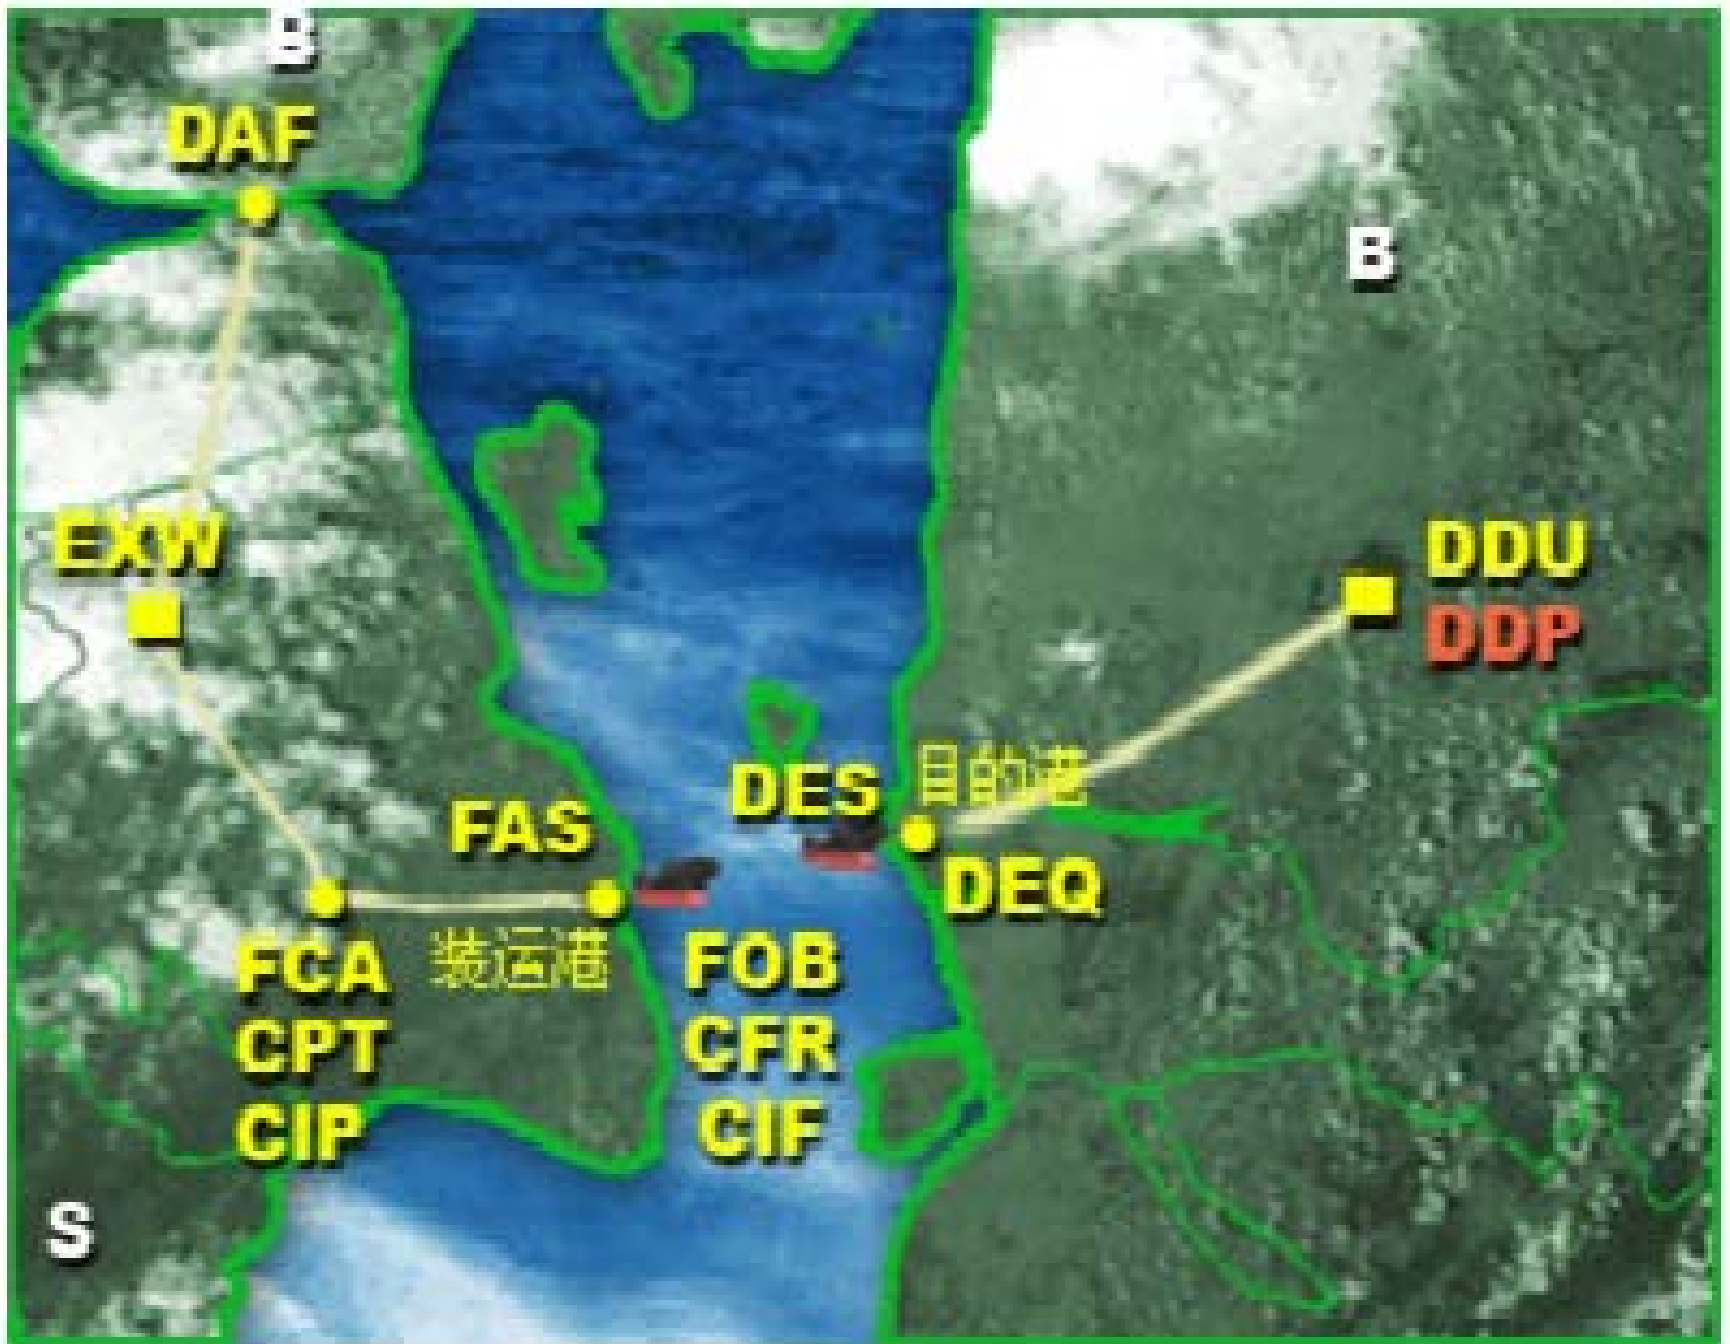 B
DAF
B
EXW
DDU
DDP
DES
目的港
FAS
DEQ
FCA
装运港
FOB
CPT
CFR
CIP
CIF
S